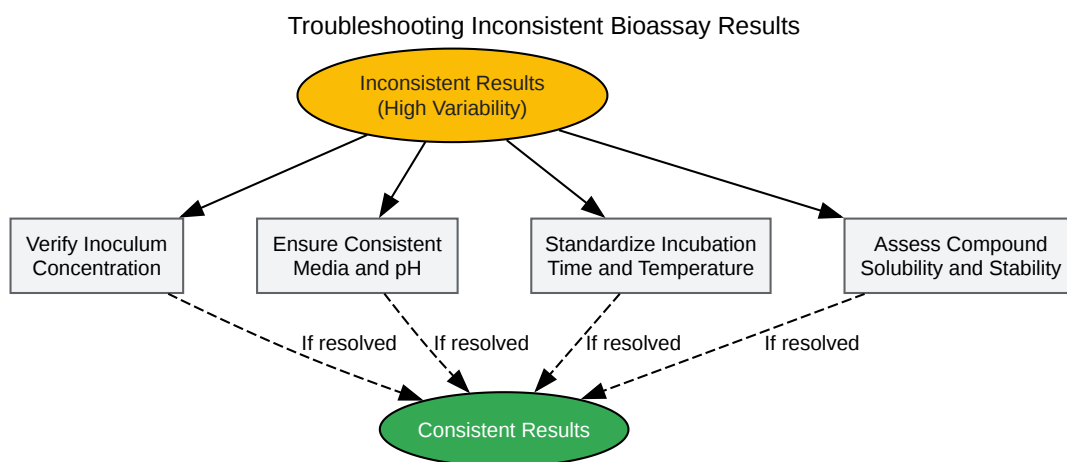 Troubleshooting Inconsistent Bioassay Results
Inconsistent Results
(High Variability)
Verify Inoculum
Concentration
Ensure Consistent
Media and pH
Standardize Incubation
Time and Temperature
Assess Compound
Solubility and Stability
If resolved
If resolved
If resolved
If resolved
Consistent Results